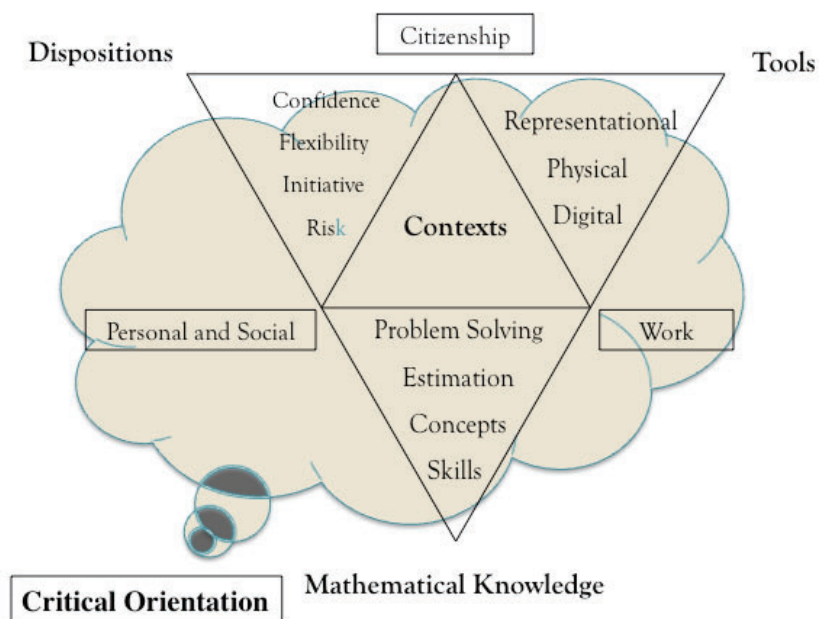 Citizenship
Dispositions
Tools
Confidence
Flexibility
Initiative
Risk
Representational
Physical
Digital
Contexts
Personal and Social
Work
Problem Solving
Estimation
Concepts
Skills
Mathematical Knowledge
Critical Orientation